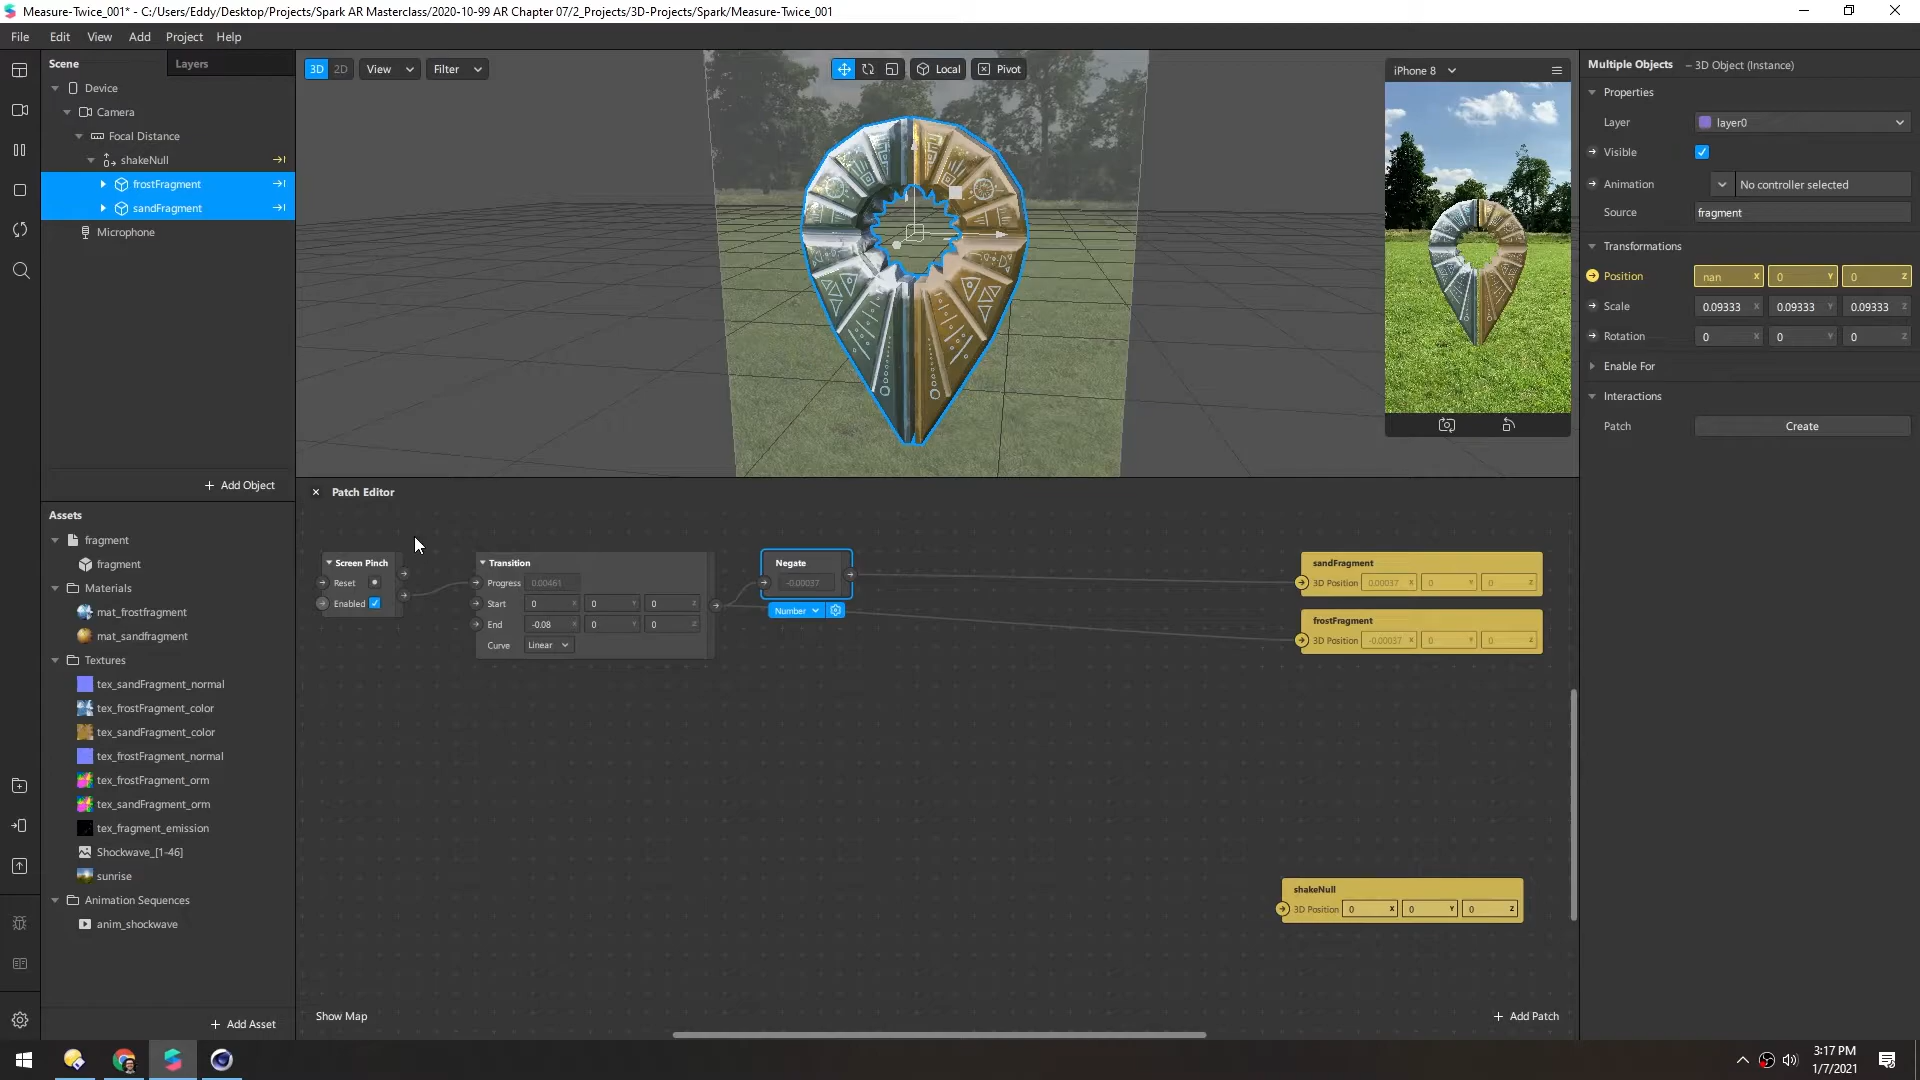 Measure-Twice_001* - C:/Users/Eddy/Desktop/Projects/Spark AR Masterclass/2020-10-99 AR Chapter 07/2_Projects/3D-Projects/Spark/Measure-Twice_001
File Edit View Add Project Help
Scene Layers
Device
Camera
Focal Distance
shakeNull
frostFragment
sandFragment
Microphone
+ Add Object
3D 2D View Filter Local Pivot
iPhone 8
Multiple Objects – 3D Object (Instance)
Properties
Layer layer0
Visible
Animation No controller selected
Source fragment
Transformations
Position nan X 0 Y 0 Z
Scale 0.09333 X 0.09333 Y 0.09333 Z
Rotation 0 X 0 Y 0 Z
Enable For
Interactions
Patch Create
Assets
fragment
fragment
Materials
mat_frostfragment
mat_sandfragment
Textures
tex_sandFragment_normal
tex_frostFragment_color
tex_sandFragment_color
tex_frostFragment_normal
tex_frostFragment_orm
tex_sandFragment_orm
tex_fragment_emission
Shockwave_[1-46]
sunrise
Animation Sequences
anim_shockwave
+ Add Asset
Patch Editor
Screen Pinch
Reset
Enabled
Transition
Progress 0.00461
Start 0 X 0 Y 0 Z
End -0.08 X 0 Y 0 Z
Curve Linear
Negate
-0.00037
Number
sandFragment
3D Position 0.00037 X 0 Y 0 Z
frostFragment
3D Position -0.00037 X 0 Y 0 Z
shakeNull
3D Position 0 X 0 Y 0 Z
Show Map
+ Add Patch
3:17 PM
1/7/2021